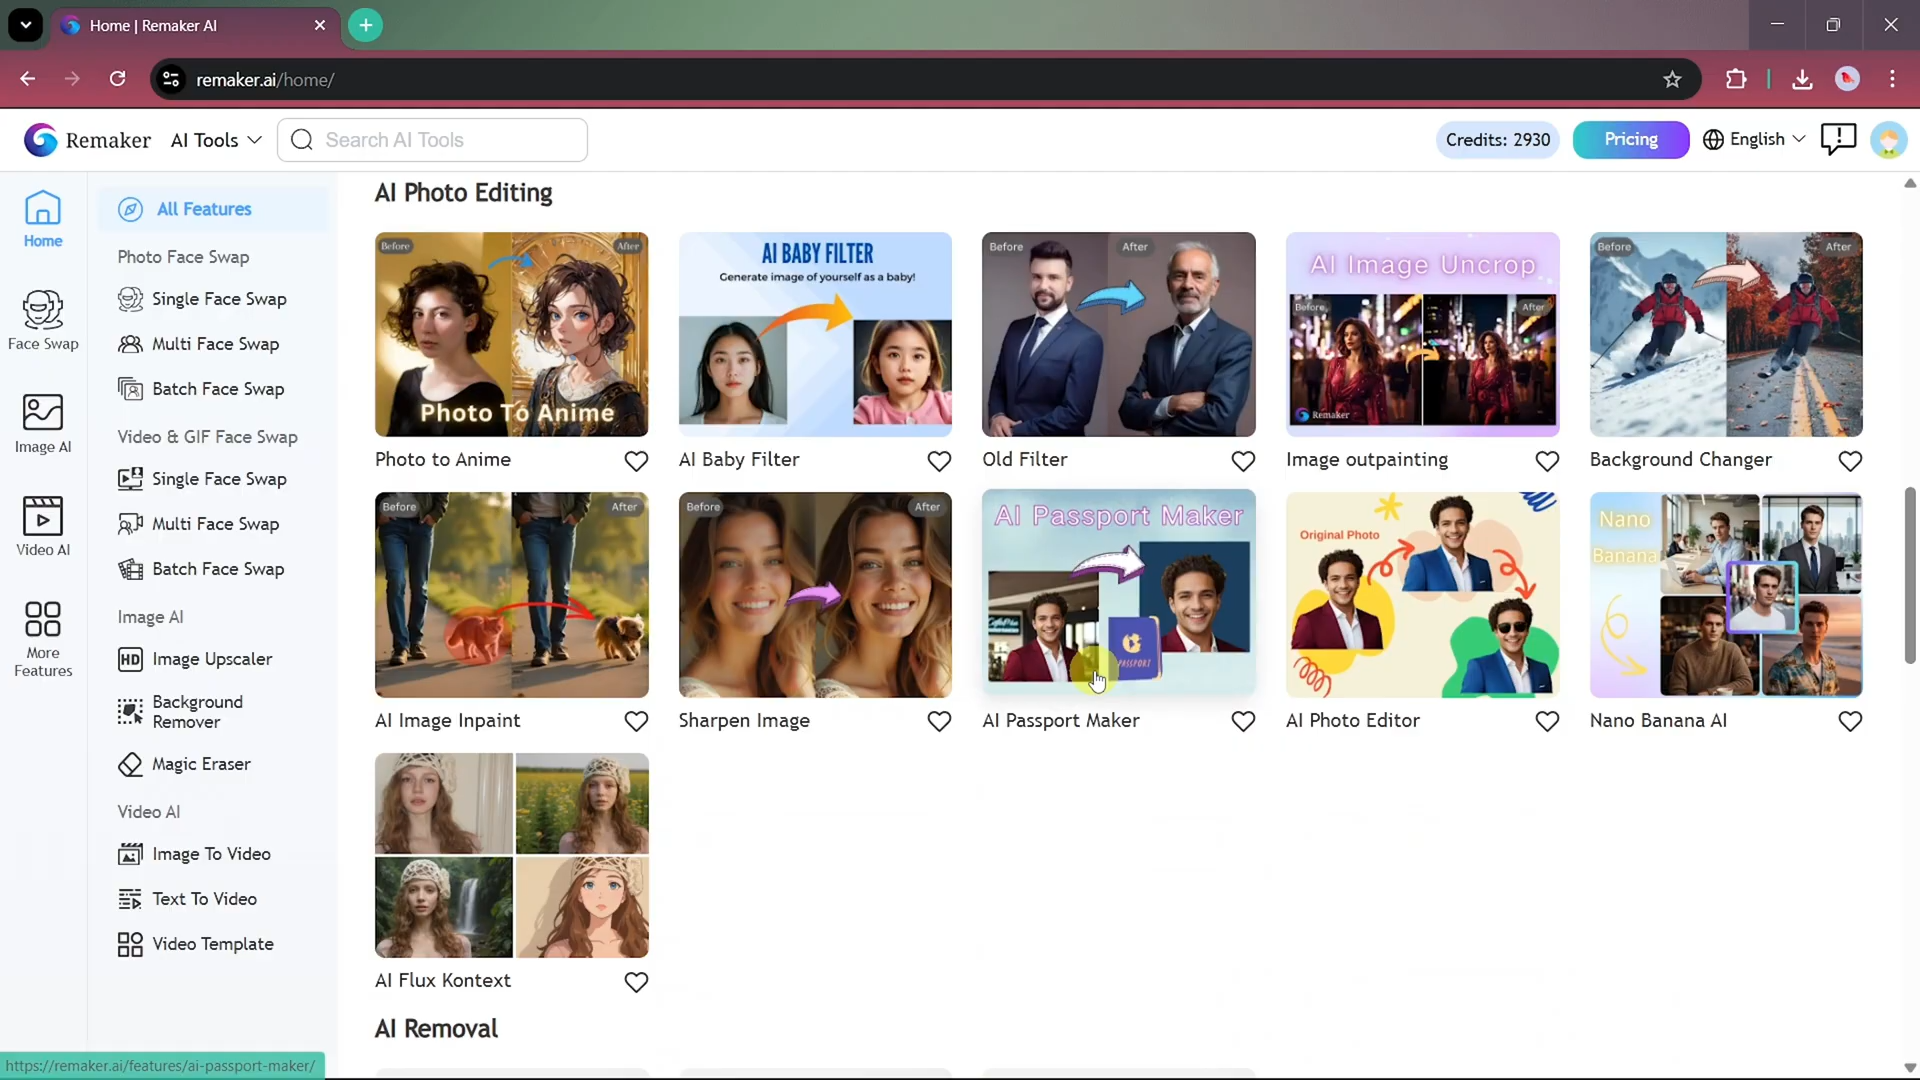 Home | Remaker AI
remaker.ai/home/
Remaker
AI Tools
Search AI Tools
Credits: 2930
Pricing
English
Home
Face Swap
Image AI
Video AI
More
Features
All Features
Photo Face Swap
Single Face Swap
Multi Face Swap
Batch Face Swap
Video & GIF Face Swap
Single Face Swap
Multi Face Swap
Batch Face Swap
Image AI
HD Image Upscaler
Background
Remover
Magic Eraser
Video AI
Image To Video
Text To Video
Video Template
AI Photo Editing
Before
After
Photo To Anime
Photo to Anime
AI BABY FILTER
Generate image of yourself as a baby!
AI Baby Filter
Before
After
Old Filter
AI Image Uncrop
Before
After
Remaker
Image outpainting
Before
After
Background Changer
Before
After
AI Image Inpaint
Before
After
Sharpen Image
AI Passport Maker
PASSPORT
AI Passport Maker
Original Photo
AI Photo Editor
Nano
Banana
Nano Banana AI
AI Flux Kontext
AI Removal
https://remaker.ai/features/ai-passport-maker/